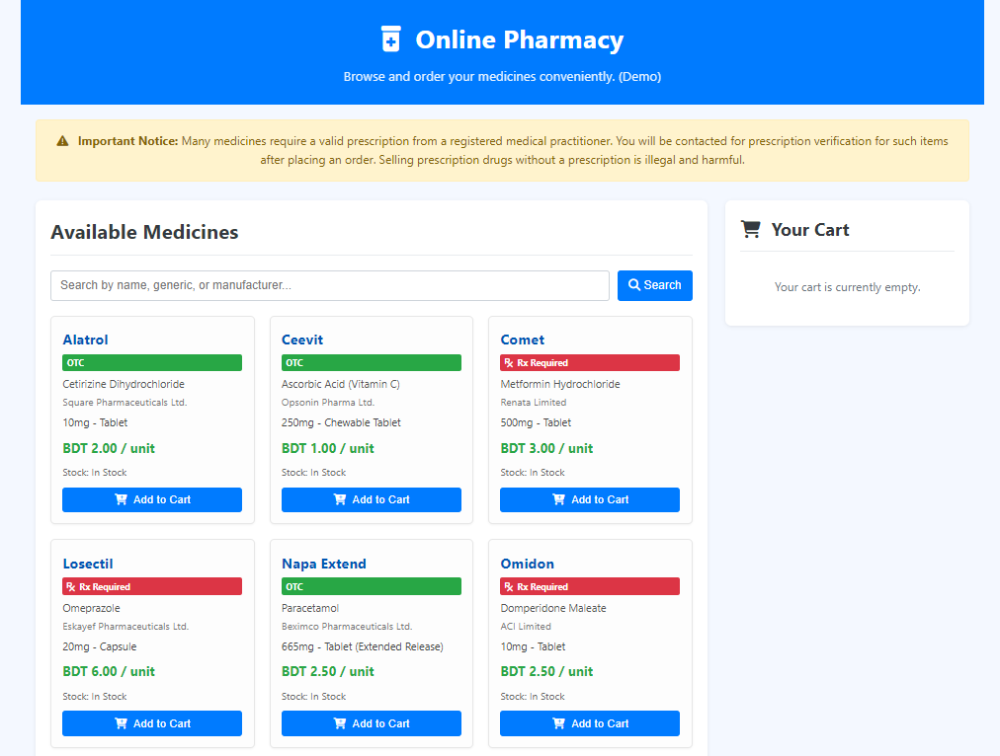 Online Pharmacy
Browse and order your medicines conveniently. (Demo)
Important Notice: Many medicines require a valid prescription from a registered medical practitioner. You will be contacted for prescription verification for such items
after placing an order. Selling prescription drugs without a prescription is illegal and harmful.
Available Medicines
Search by name, generic, or manufacturer...
Search
Alatrol
OTC
Cetirizine Dihydrochloride
Square Pharmaceuticals Ltd.
10mg - Tablet
BDT 2.00 / unit
Stock: In Stock
Add to Cart
Ceevit
OTC
Ascorbic Acid (Vitamin C)
Opsonin Pharma Ltd.
250mg - Chewable Tablet
BDT 1.00 / unit
Stock: In Stock
Add to Cart
Comet
Rx Required
Metformin Hydrochloride
Renata Limited
500mg - Tablet
BDT 3.00 / unit
Stock: In Stock
Add to Cart
Losectil
Rx Required
Omeprazole
Eskayef Pharmaceuticals Ltd.
20mg - Capsule
BDT 6.00 / unit
Stock: In Stock
Add to Cart
Napa Extend
OTC
Paracetamol
Beximco Pharmaceuticals Ltd.
665mg - Tablet (Extended Release)
BDT 2.50 / unit
Stock: In Stock
Add to Cart
Omidon
Rx Required
Domperidone Maleate
ACI Limited
10mg - Tablet
BDT 2.50 / unit
Stock: In Stock
Add to Cart
Your Cart
Your cart is currently empty.